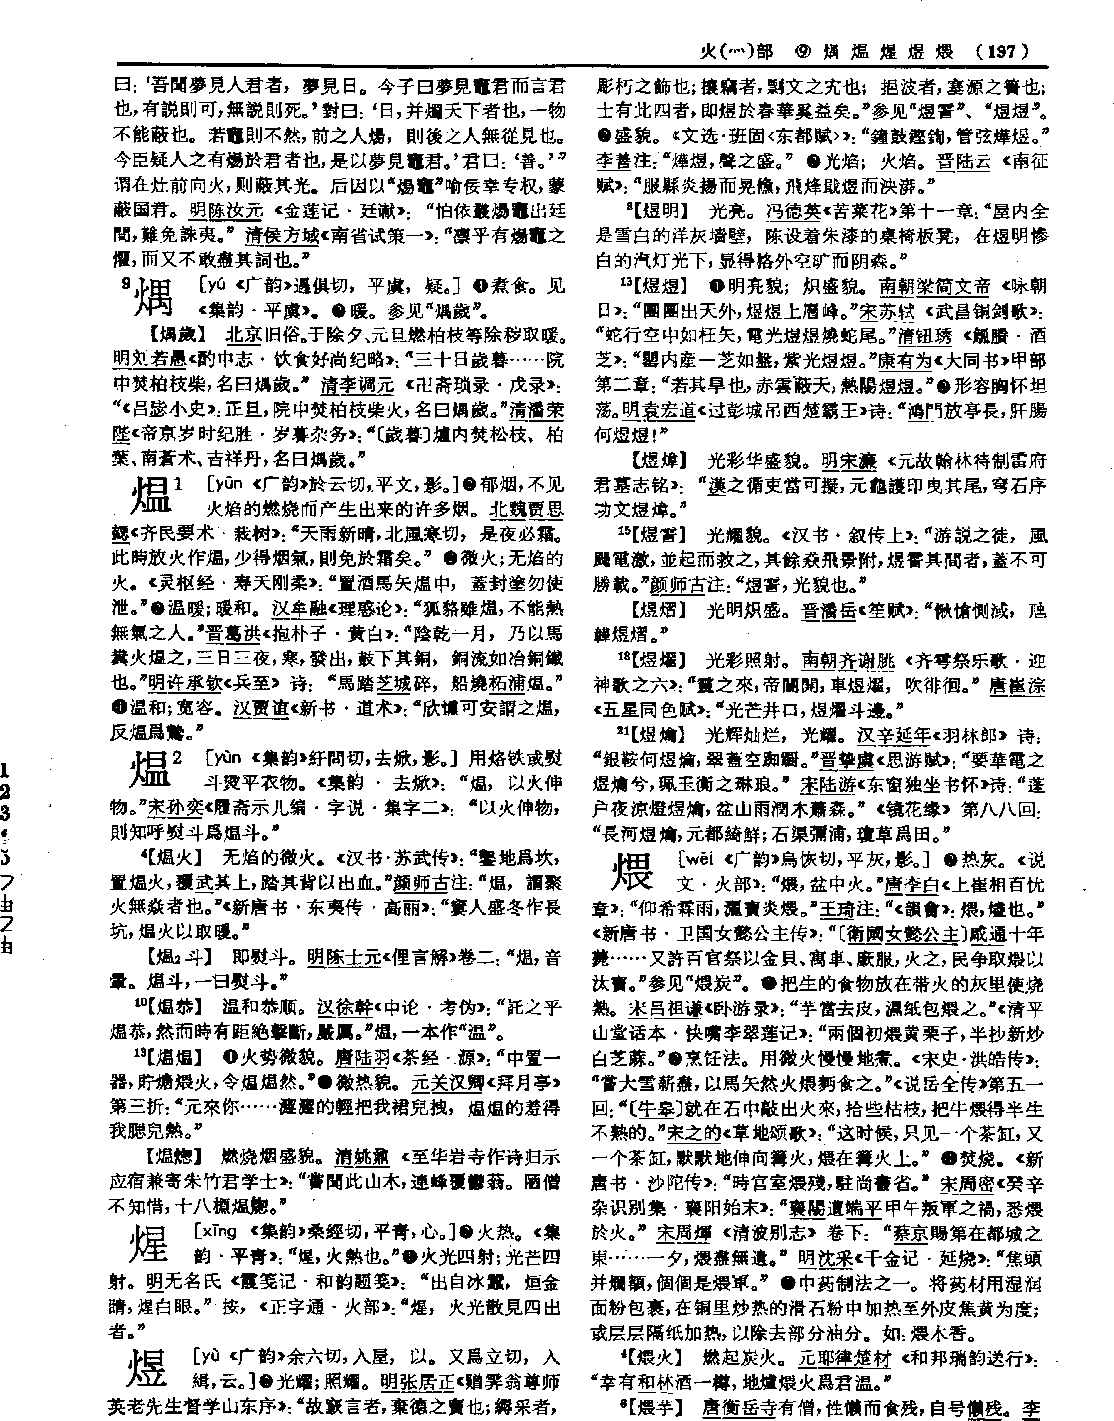 火(灬)部 ⑨ 煱 煴 煋 煜 煨 (197)
曰：‘吾聞夢見人君者，夢見日。今子曰夢見竈君而言君
也，有説則可，無説則死。’對曰：‘日，并燭天下者也，一物
不能蔽也。若竈則不然，前之人煬，則後之人無從見也。
今臣疑人之有煬於君者也，是以夢見竈君。’君曰：‘善。’”
谓在灶前向火，则蔽其光。后因以“煬竈”喻佞幸专权，蒙
蔽国君。明陈汝元《金莲记·廷谳》：“怕依叢煬竈出廷
間，難免誅夷。”清侯方域《南省试策一》：“凛乎有煬竈之
懼，而又不敢盡其詞也。”
9 煱 [yú《广韵》遇俱切，平虞，疑。]❶煮食。见
《集韵·平虞》。❷暖。参见“煱歲”。
【煱歲】 北京旧俗。于除夕、元旦燃柏枝等除秽取暖。
明刘若愚《酌中志·饮食好尚纪略》：“三十日歲暮……院
中焚柏枝柴，名曰煱歲。”清李调元《卍斋琐录·戊录》：
“《吕毖小史》：正旦，院中焚柏枝柴火，名曰煱歲。”清潘荣
陛《帝京岁时纪胜·岁暮杂务》：“〔歲暮〕爐内焚松枝、柏
葉、南蒼术、吉祥丹，名曰煱歲。”
煴1 [yūn《广韵》於云切，平文，影。]❶郁烟，不见
火焰的燃烧而产生出来的许多烟。北魏贾思
勰《齐民要术·栽树》：“天雨新晴，北風寒切，是夜必霜。
此時放火作煴，少得烟氣，則免於霜矣。”❷微火；无焰的
火。《灵枢经·寿夭刚柔》：“置酒馬矢煴中，蓋封塗勿使
泄。”❸温暖；暖和。汉牟融《理惑论》：“狐貉雖煴，不能熱
無氣之人。”晋葛洪《抱朴子·黄白》：“陰乾一月，乃以馬
糞火煴之，三日三夜，寒，發出，鼓下其銅，銅流如冶銅鐵
也。”明许承钦《兵至》诗：“馬踏芝城碎，船燒柘浦煴。”
❹温和；宽容。汉贾谊《新书·道术》：“欣憓可安謂之煴，
反煴爲鷙。”
煴2 [yùn《集韵》紆問切，去焮，影。]用烙铁或熨
斗熨平衣物。《集韵·去焮》：“煴，以火伸
物。”宋孙奕《履斋示儿编·字说·集字二》：“以火伸物，
則知呼熨斗爲煴斗。”
4【煴火】 无焰的微火。《汉书·苏武传》：“鑿地爲坎，
置煴火，覆武其上，蹈其背以出血。”颜师古注：“煴，謂聚
火無焱者也。”《新唐书·东夷传·高丽》：“窶人盛冬作長
坑，煴火以取暖。”
【煴2斗】 即熨斗。明陈士元《俚言解》卷二：“煴，音
暈。煴斗，一曰熨斗。”
10【煴恭】 温和恭顺。汉徐幹《中论·考伪》：“託之乎
煴恭，然而時有距絶擊斷，嚴厲。”煴，一本作“温”。
13【煴煴】 ❶火势微貌。唐陆羽《茶经·源》：“中置一
器，貯煻煨火，令煴煴然。”❷微热貌。元关汉卿《拜月亭》
第三折：“元來你……㴙㴙的輕把我裙兒拽，煴煴的羞得
我腮兒熱。”
【煴㷰】 燃烧烟盛貌。清姚鼐《至华岩寺作诗归示
应宿兼寄朱竹君学士》：“嘗聞此山木，連峰覆鬱蓊。陋僧
不知惜，十八樵煴㷰。”
煋 [xīng《集韵》桑經切，平青，心。]❶火热。《集
韵·平青》：“煋，火熱也。”❷火光四射；光芒四
射。明无名氏《霞笺记·和韵题笺》：“出自冰蠶，烜金
睛，煋白眼。”按，《正字通·火部》：“煋，火光散見四出
者。”
煜 [yù《广韵》余六切，入屋，以。又爲立切，入
緝，云。]❶光耀；照耀。明张居正《赠霁翁尊师
英老先生督学山东序》：“故窾言者，棄德之竇也；縟采者，
彫朽之飾也；攘竊者，剽文之宄也；挹波者，塞源之簣也；
士有此四者，即煜於春華奚益矣。”参见“煜霅”、“煜煜”。
❷盛貌。《文选·班固〈东都赋〉》：“鐘鼓鏗鍧，管弦燁煜。”
李善注：“燁煜，聲之盛。”❸光焰；火焰。晋陆云《南征
赋》：“服縣炎揚而晃儵，飛烽戢煜而泱漭。”
8【煜明】 光亮。冯德英《苦菜花》第十一章：“屋内全
是雪白的洋灰墙壁，陈设着朱漆的桌椅板凳，在煜明惨
白的汽灯光下，显得格外空旷而阴森。”
13【煜煜】 ❶明亮貌；炽盛貌。南朝梁简文帝《咏朝
日》：“團團出天外，煜煜上層峰。”宋苏轼《武昌铜剑歌》：
“蛇行空中如枉矢，電光煜煜燒蛇尾。”清钮琇《觚賸·酒
芝》：“甖内産一芝如盤，紫光煜煜。”康有为《大同书》甲部
第二章：“若其旱也，赤雲蔽天，熱陽煜煜。”❷形容胸怀坦
荡。明袁宏道《过彭城吊西楚霸王》诗：“鴻門放亭長，肝腸
何煜煜！”
【煜煒】 光彩华盛貌。明宋濂《元故翰林待制雷府
君墓志铭》：“漢之循吏當可擬，元龜護印曳其尾，穹石序
功文煜煒。”
15【煜霅】 光耀貌。《汉书·叙传上》：“游説之徒，風
颺電激，並起而救之，其餘猋飛景附，煜霅其間者，蓋不可
勝載。”颜师古注：“煜霅，光貌也。”
【煜熠】 光明炽盛。晋潘岳《笙赋》：“愀愴惻減，虺
韡煜熠。”
18【煜燿】 光彩照射。南朝齐谢朓《齐雩祭乐歌·迎
神歌之六》：“靈之來，帝閽開，車煜燿，吹徘徊。”唐崔淙
《五星同色赋》：“光芒井口，煜燿斗邊。”
21【煜爚】 光辉灿烂，光耀。汉辛延年《羽林郎》诗：
“銀鞍何煜爚，翠蓋空踟蹰。”晋挚虞《思游赋》：“要華電之
煜爚兮，珮玉衡之琳琅。”宋陆游《东窗独坐书怀》诗：“蓬
户夜凉燈煜爚，盆山雨潤木蕭森。”《镜花缘》第八八回：
“長河煜爚，元都綺鮮；石渠彌浦，瓊草爲田。”
煨 [wēi《广韵》烏恢切，平灰，影。]❶热灰。《说
文·火部》：“煨，盆中火。”唐李白《上崔相百忧
章》：“仰希霖雨，灑寶炎煨。”王琦注：“《韻會》：煨，燼也。”
《新唐书·卫国文懿公主传》：“〔衛國文懿公主〕咸通十年
薨……又許百官祭以金貝、寓車、廞服，火之，民争取煨以
汰寶。”参见“煨炭”。❷把生的食物放在带火的灰里使烧
熟。宋吕祖谦《卧游录》：“芋當去皮，濕紙包煨之。”《清平
山堂话本·快嘴李翠莲记》：“兩個初煨黄栗子，半抄新炒
白芝蔴。”❸烹饪法。用微火慢慢地煮。《宋史·洪皓传》：
“嘗大雪薪盡，以馬矢然火煨麪食之。”《说岳全传》第五一
回：“〔牛皋〕就在石中敲出火來，拾些枯枝，把牛煨得半生
不熟的。”宋之的《草地颂歌》：“这时候，只见一个茶缸，又
一个茶缸，默默地伸向篝火，煨在篝火上。”❹焚烧。《新
唐书·沙陀传》：“時宫室煨殘，駐尚書省。”宋周密《癸辛
杂识别集·襄阳始末》：“襄陽遭端平甲午叛軍之禍，悉煨
於火。”宋周煇《清波别志》卷下：“蔡京賜第在都城之
東……一夕，煨燼無遺。”明沈采《千金记·延烧》：“焦頭
并爛額，個個是煨軍。”❺中药制法之一。将药材用湿润
面粉包裹，在铜里炒热的滑石粉中加热至外皮焦黄为度；
或层层隔纸加热，以除去部分油分。如：煨木香。
4【煨火】 燃起炭火。元耶律楚材《和邦瑞韵送行》：
“幸有和林酒一樽，地爐煨火爲君温。”
6【煨芋】 唐衡岳寺有僧，性懶而食残，自号懒残。李